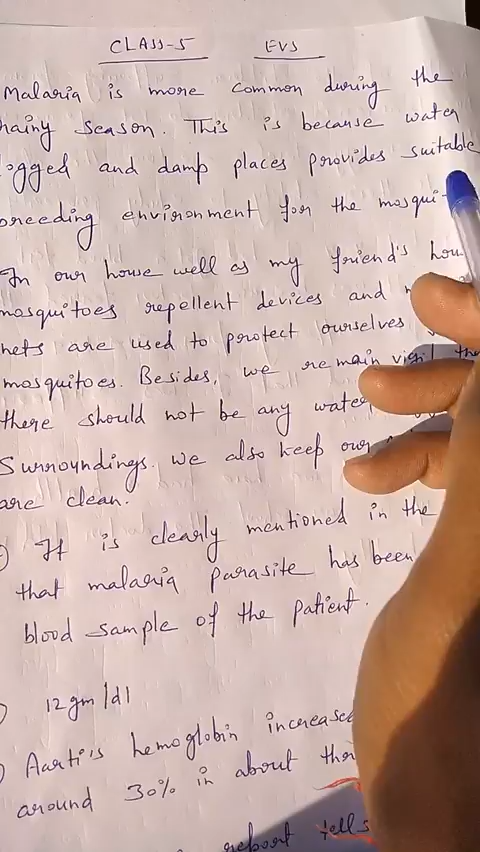 CLASS-5 EVS
Malaria is more common during the
rainy season. This is because water
logged and damp places provides suitable
breeding environment for the mosqui
In our house well as my friend's hou
mosquitoes repellent devices and
nets are used to protect ourselves
mosquitoes. Besides, we remain vigil the
there should not be any water
Surroundings. we also keep our
are clean.
It is clearly mentioned in the
that malaria parasite has been
blood sample of the patient.
12gm/dl
Aarti's hemoglobin increased
around 30% in about
report tells